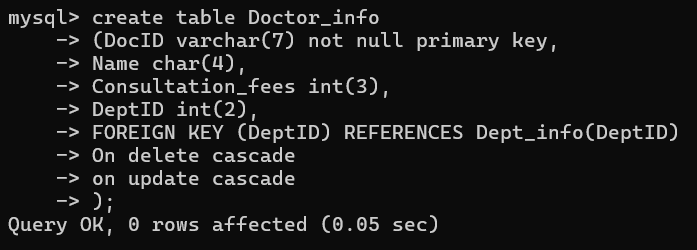 mysql> create table Doctor_info
    -> (DocID varchar(7) not null primary key,
    -> Name char(4),
    -> Consultation_fees int(3),
    -> DeptID int(2),
    -> FOREIGN KEY (DeptID) REFERENCES Dept_info(DeptID)
    -> On delete cascade
    -> on update cascade
    -> );
Query OK, 0 rows affected (0.05 sec)